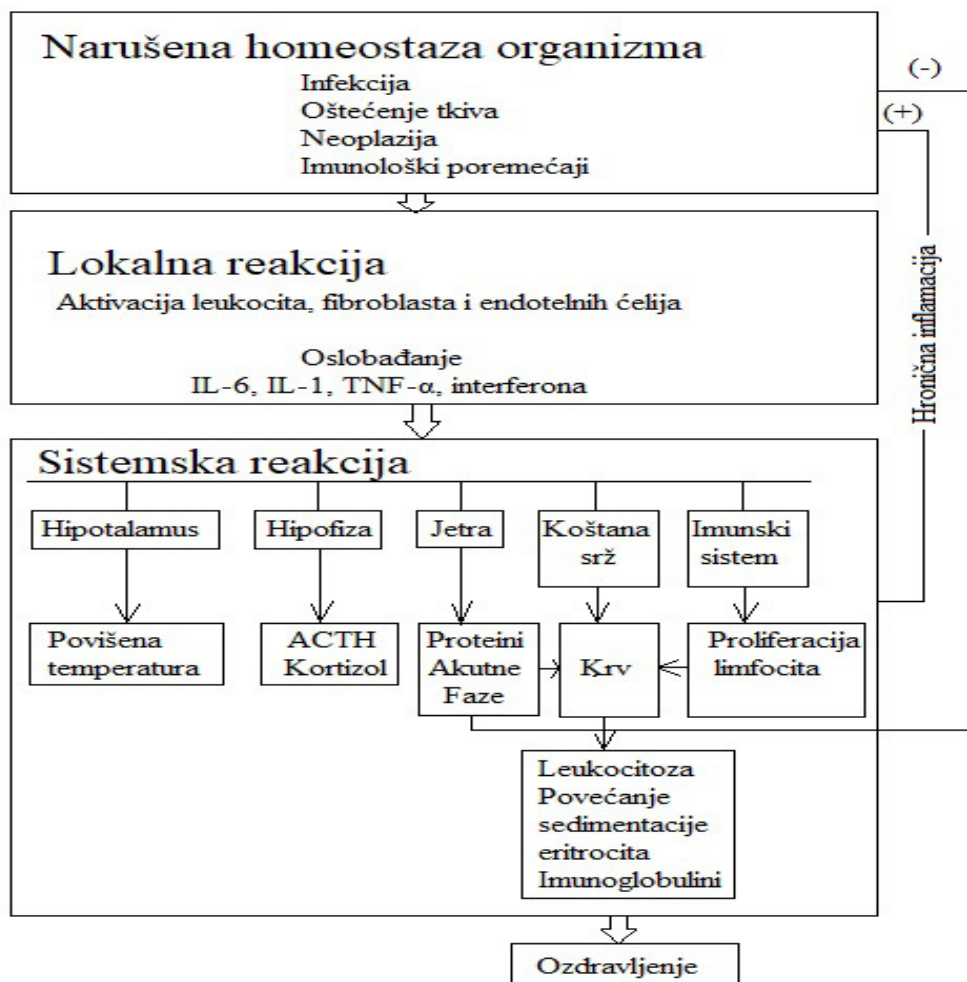 Narušena homeostaza organizma
Infekcija
Oštećenje tkiva
Neoplazija
Imunološki poremećaji
(-)
(+)
Lokalna reakcija
Aktivacija leukocita, fibroblasta i endotelnih ćelija
Oslobađanje
IL-6, IL-1, TNF-α, interferona
Hronična inflamacija
Sistemska reakcija
Hipotalamus
Hipofiza
Jetra
Koštana
srž
Imunski
sistem
Povišena
temperatura
ACTH
Kortizol
Proteini
Akutne
Faze
Krv
Proliferacija
limfocita
Leukocitoza
Povećanje
sedimentacije
eritrocita
Imunoglobulini
Ozdravljenje